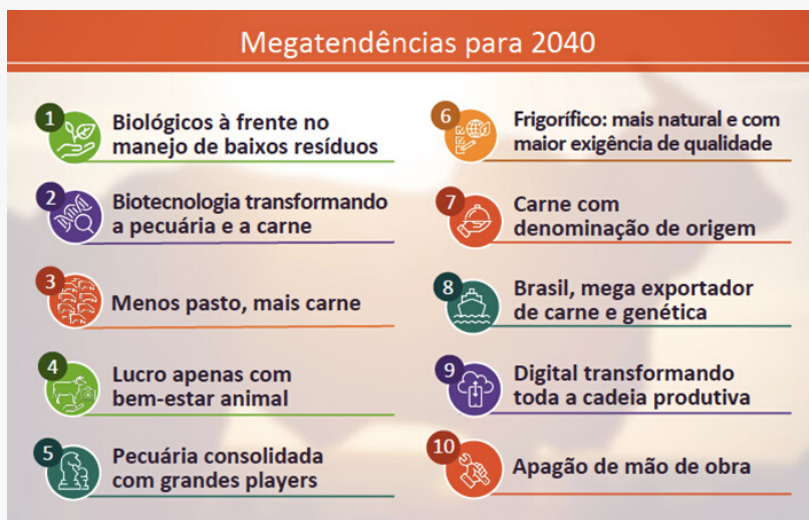 Megatendências para 2040
1
Biológicos à frente no
manejo de baixos resíduos
2
Biotecnologia transformando
a pecuária e a carne
3
Menos pasto, mais carne
4
Lucro apenas com
bem-estar animal
5
Pecuária consolidada
com grandes players
6
Frigorífico: mais natural e com
maior exigência de qualidade
7
Carne com
denominação de origem
8
Brasil, mega exportador
de carne e genética
9
Digital transformando
toda a cadeia produtiva
10
Apagão de mão de obra